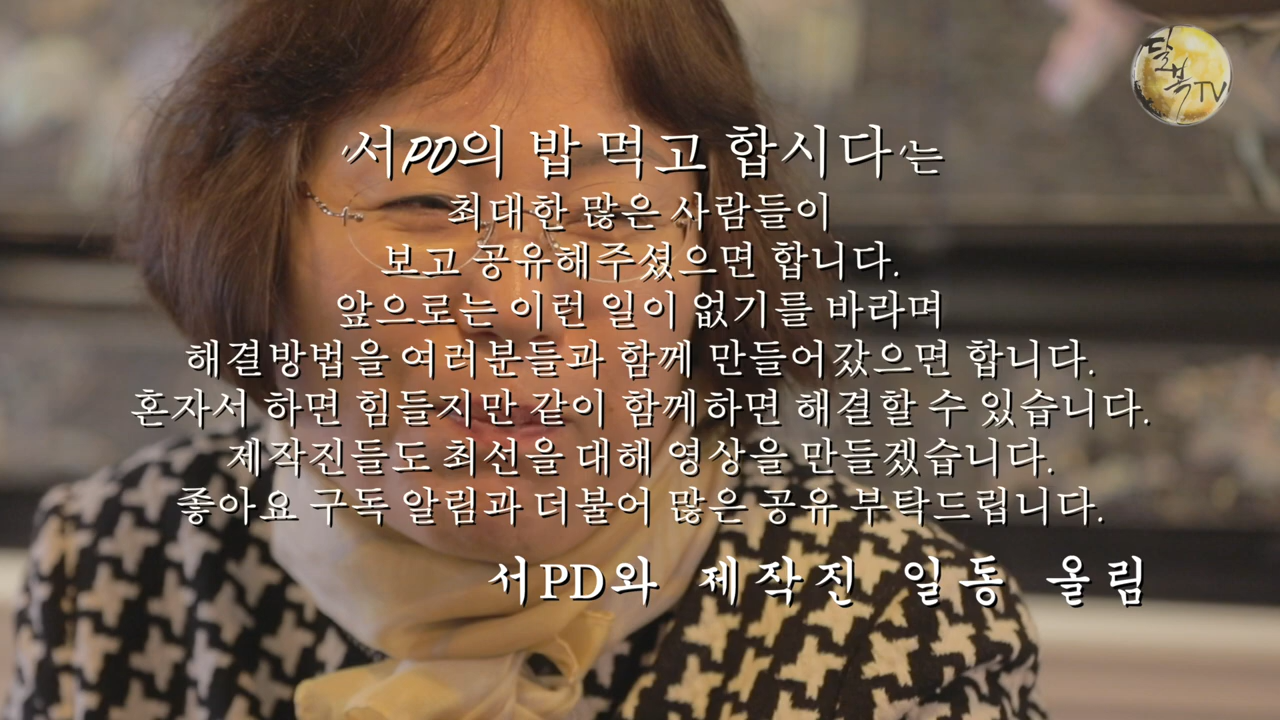 달
복TV
'서PD의 밥 먹고 합시다'는
최대한 많은 사람들이
보고 공유해주셨으면 합니다.
앞으로는 이런 일이 없기를 바라며
해결방법을 여러분들과 함께 만들어갔으면 합니다.
혼자서 하면 힘들지만 같이 함께하면 해결할 수 있습니다.
제작진들도 최선을 대해 영상을 만들겠습니다.
좋아요 구독 알림과 더불어 많은 공유 부탁드립니다.
서PD와 제작진 일동 올림